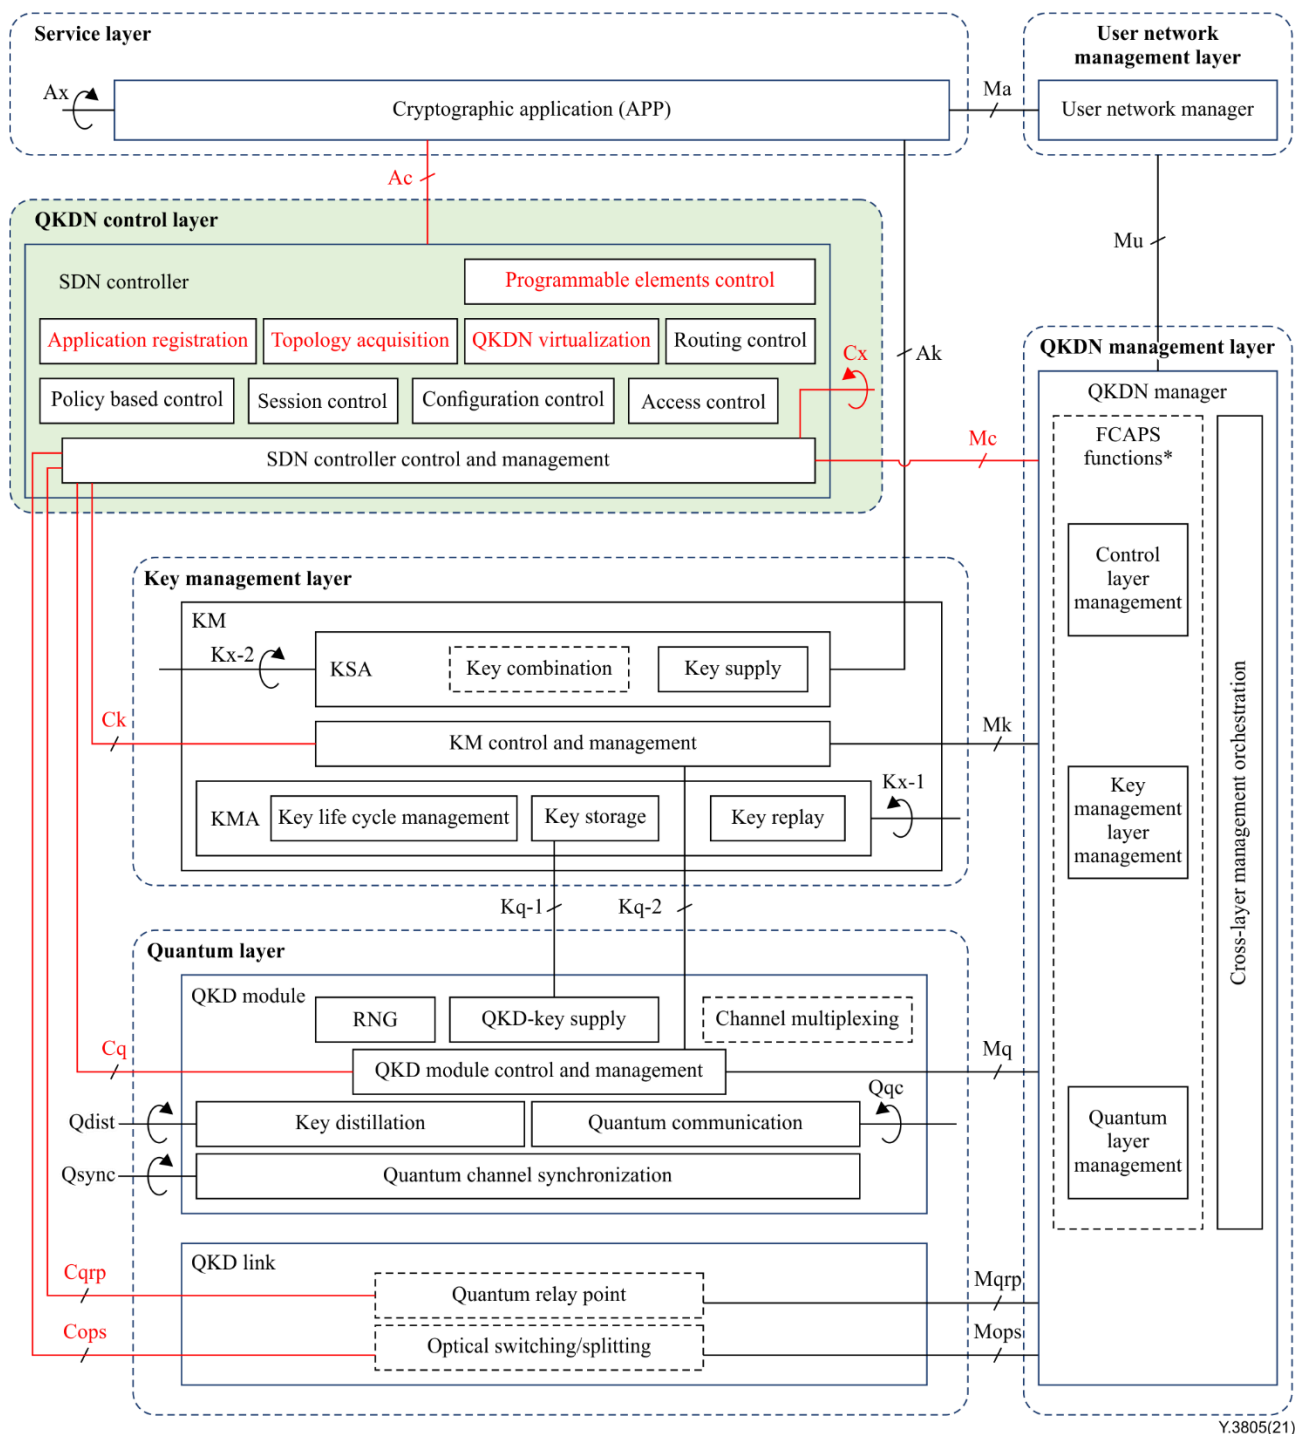 Service layer
User network
management layer
Ax
Cryptographic application (APP)
Ma
User network manager
Ac
QKDN control layer
Mu
SDN controller
Programmable elements control
Application registration
Topology acquisition
QKDN virtualization
Routing control
Cx
Ak
QKDN management layer
Policy based control
Session control
Configuration control
Access control
QKDN manager
SDN controller control and management
Mc
FCAPS
functions*
Control
layer
management
Key management layer
KM
Kx-2
KSA
Key combination
Key supply
Ck
KM control and management
Mk
Kx-1
KMA
Key life cycle management
Key storage
Key replay
Key
management
layer
management
Cross-layer management orchestration
Kq-1
Kq-2
Quantum layer
QKD module
RNG
QKD-key supply
Channel multiplexing
Cq
QKD module control and management
Mq
Qqc
Qdist
Key distillation
Quantum communication
Quantum
layer
management
Qsync
Quantum channel synchronization
QKD link
Cqrp
Quantum relay point
Mqrp
Cops
Optical switching/splitting
Mops
Y.3805(21)